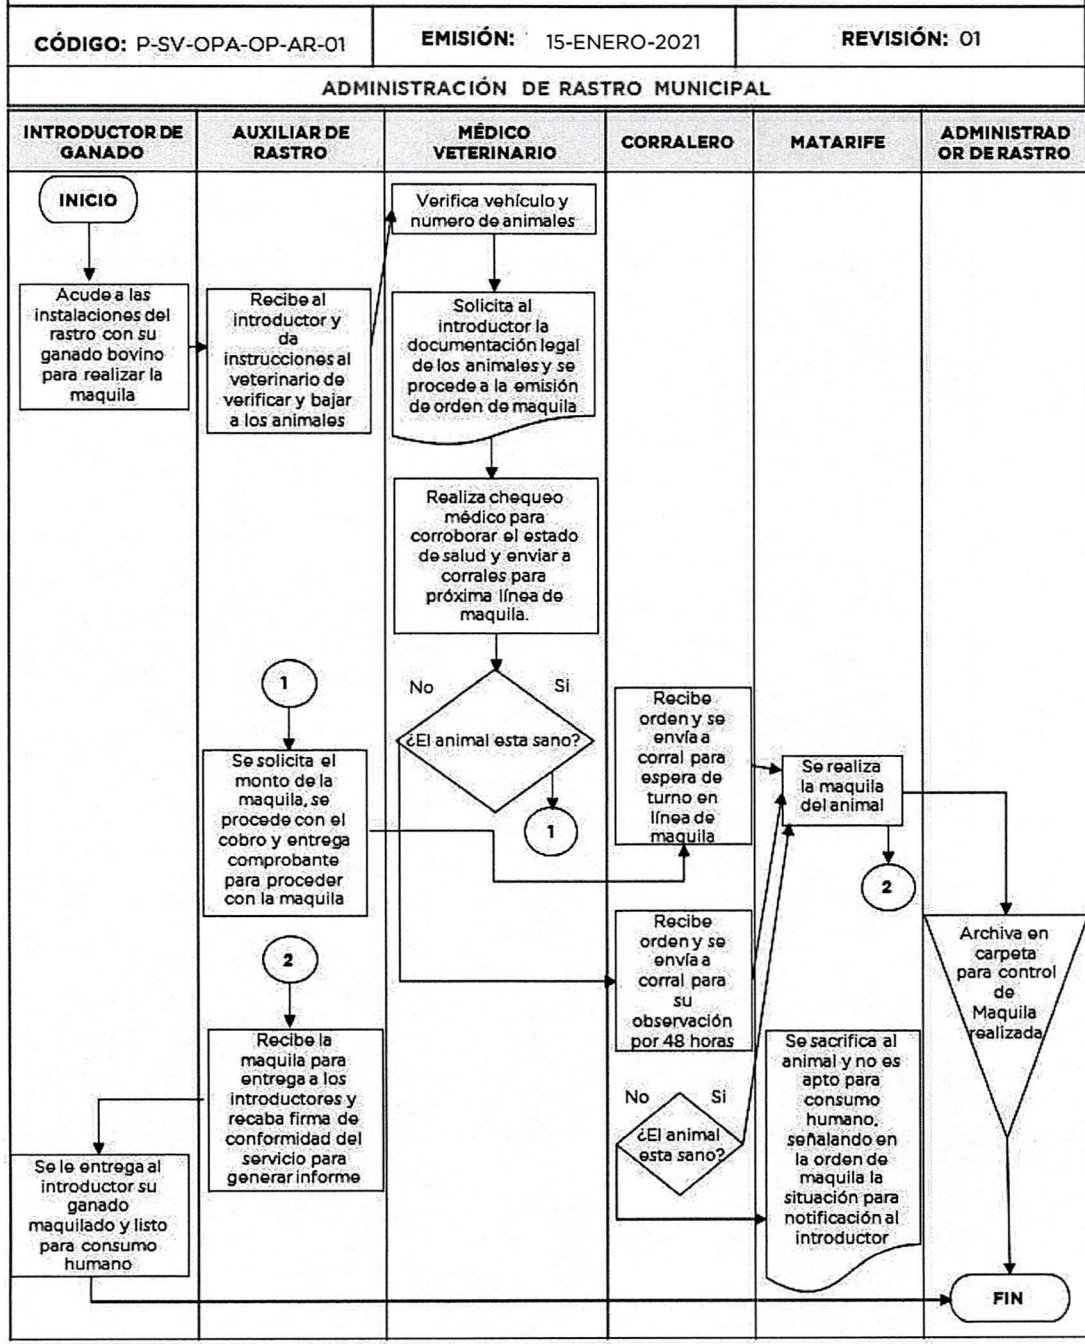 CÓDIGO: P-SV-OPA-OP-AR-01
EMISIÓN: 15-ENERO-2021
REVISIÓN: 01
ADMINISTRACIÓN DE RASTRO MUNICIPAL
INTRODUCTOR DE
GANADO
AUXILIAR DE
RASTRO
MÉDICO
VETERINARIO
CORRALERO
MATARIFE
ADMINISTRAD
OR DE RASTRO
INICIO
Acude a las
instalaciones del
rastro con su
ganado bovino
para realizar la
maquila
Recibe al
introductor y
da
instrucciones al
veterinario de
verificar y bajar
a los animales
Verifica vehículo y
numero de animales
Solicita al
introductor la
documentación legal
de los animales y se
procede a la emisión
de orden de maquila
Realiza chequeo
médico para
corroborar el estado
de salud y enviar a
corrales para
próxima línea de
maquila.
No
Si
¿El animal esta sano?
1
1
Se solicita el
monto de la
maquila, se
procede con el
cobro y entrega
comprobante
para proceder
con la maquila
Recibe
orden y se
envía a
corral para
espera de
turno en
línea de
maquila
Se realiza
la maquila
del animal
2
Recibe
orden y se
envía a
corral para
su
observación
por 48 horas
Archiva en
carpeta
para control
de
Maquila
realizada
2
Recibe la
maquila para
entrega a los
introductores y
recaba firma de
conformidad del
servicio para
generar informe
No
Si
¿El animal
esta sano?
Se sacrifica al
animal y no es
apto para
consumo
humano,
señalando en
la orden de
maquila la
situación para
notificación al
introductor
Se le entrega al
introductor su
ganado
maquilado y listo
para consumo
humano
FIN